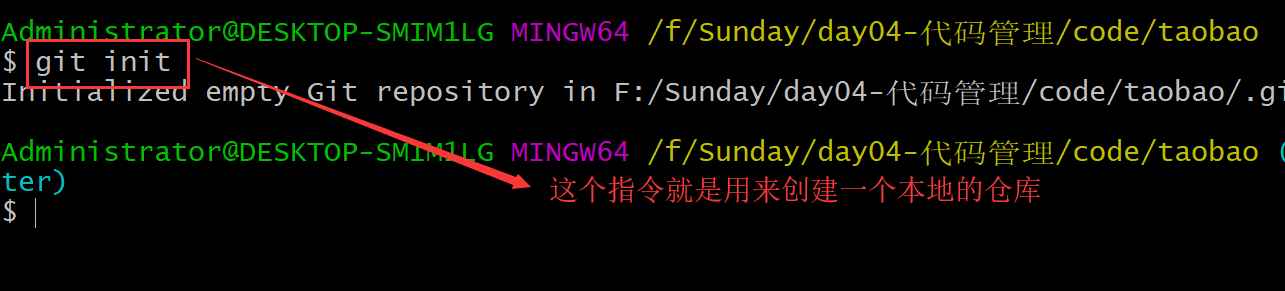 Administrator@DESKTOP-SMIM1LG MINGW64 /f/Sunday/day04-代码管理/code/taobao
$ git init
Initialized empty Git repository in F:/Sunday/day04-代码管理/code/taobao/.gi
Administrator@DESKTOP-SMIM1LG MINGW64 /f/Sunday/day04-代码管理/code/taobao (
ter)
这个指令就是用来创建一个本地的仓库
$